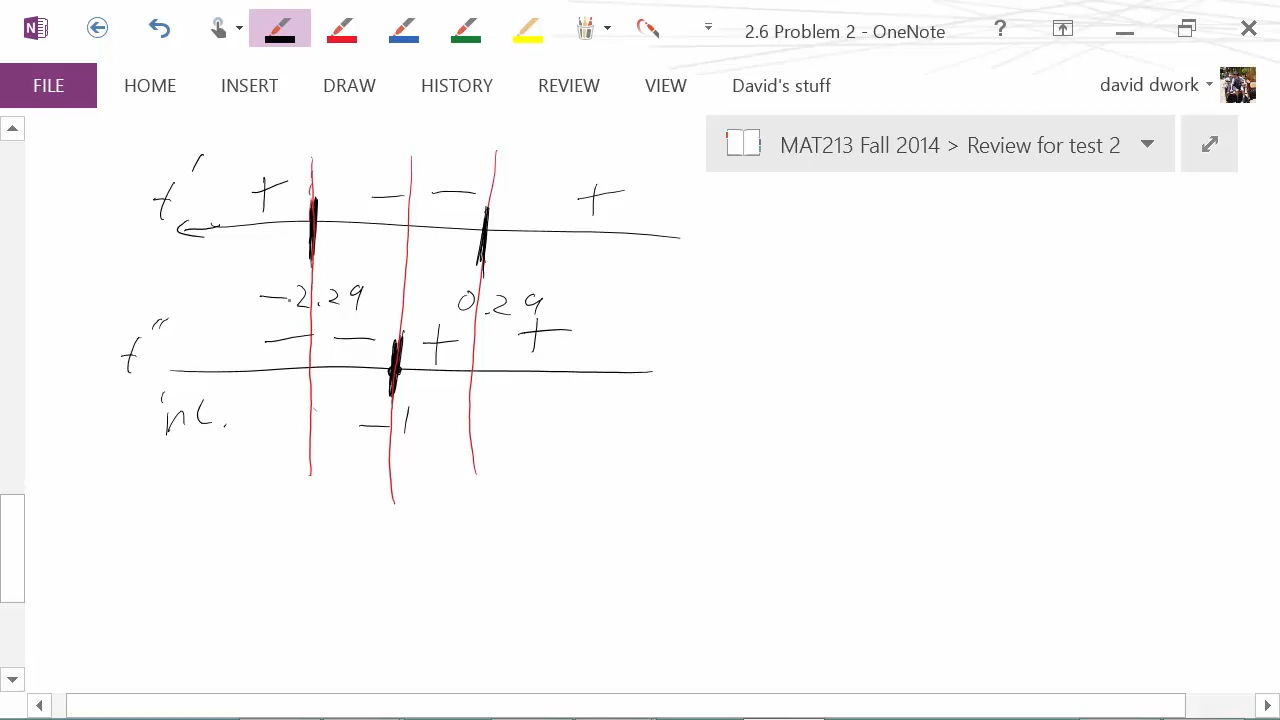 2.6 Problem 2 - OneNote
FILE HOME INSERT DRAW HISTORY REVIEW VIEW David's stuff david dwork
MAT213 Fall 2014 > Review for test 2
f' + - - +
-2.29 0.29
f'' - - + +
-1